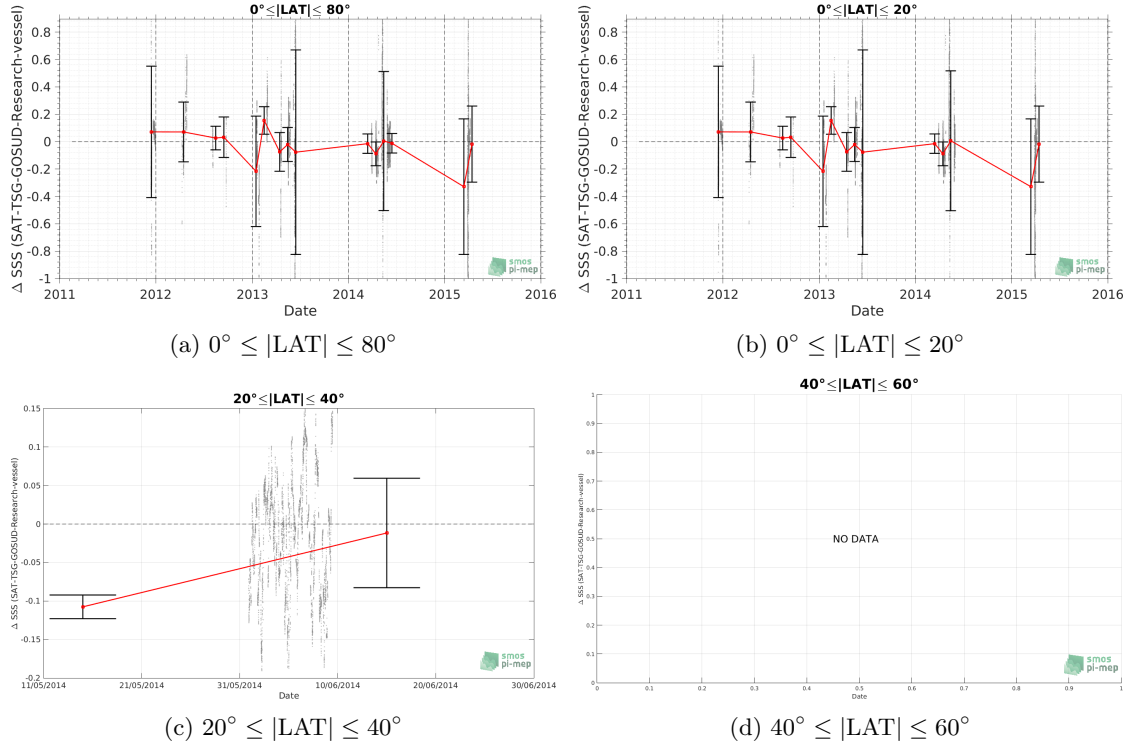 0°≤|LAT|≤ 80°
Δ SSS (SAT-TSG-GOSUD-Research-vessel)
0.8
0.6
0.4
0.2
0
-0.2
-0.4
-0.6
-0.8
-1
2011 2012 2013 2014 2015 2016
Date
smos
pi-mep
(a) 0° ≤ |LAT| ≤ 80°
0°≤|LAT|≤ 20°
Δ SSS (SAT-TSG-GOSUD-Research-vessel)
0.8
0.6
0.4
0.2
0
-0.2
-0.4
-0.6
-0.8
-1
2011 2012 2013 2014 2015 2016
Date
smos
pi-mep
(b) 0° ≤ |LAT| ≤ 20°
20°≤|LAT|≤ 40°
Δ SSS (SAT-TSG-GOSUD-Research-vessel)
0.15
0.1
0.05
0
-0.05
-0.1
-0.15
-0.2
11/05/2014 21/05/2014 31/05/2014 10/06/2014 20/06/2014 30/06/2014
Date
smos
pi-mep
(c) 20° ≤ |LAT| ≤ 40°
40°≤|LAT|≤ 60°
Δ SSS (SAT-TSG-GOSUD-Research-vessel)
1
0.9
0.8
0.7
0.6
0.5
0.4
0.3
0.2
0.1
0
NO DATA
0 0.1 0.2 0.3 0.4 0.5 0.6 0.7 0.8 0.9 1
Date
smos
pi-mep
(d) 40° ≤ |LAT| ≤ 60°